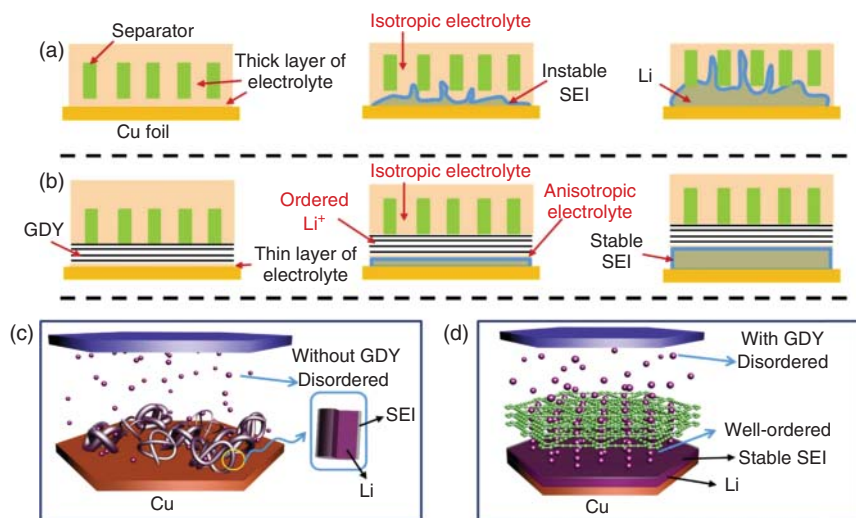 (a)
Separator
Thick layer of
electrolyte
Cu foil
Isotropic electrolyte
Instable
SEI
Li
(b)
GDY
Thin layer of
electrolyte
Isotropic electrolyte
Ordered
Li+
Anisotropic
electrolyte
Stable
SEI
(c)
Without GDY
Disordered
SEI
Li
Cu
(d)
With GDY
Disordered
Well-ordered
Stable SEI
Li
Cu